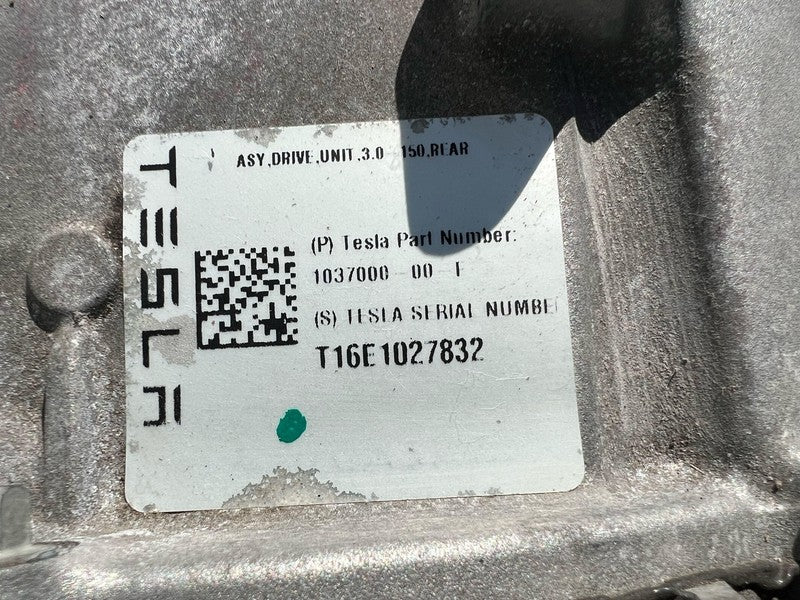 TESLA
ASY,DRIVE,UNIT,3.0 150,REAR
(P) Tesla Part Number:
1037000 00 F
(S) TESLA SERIAL NUMBE
T16E1027832